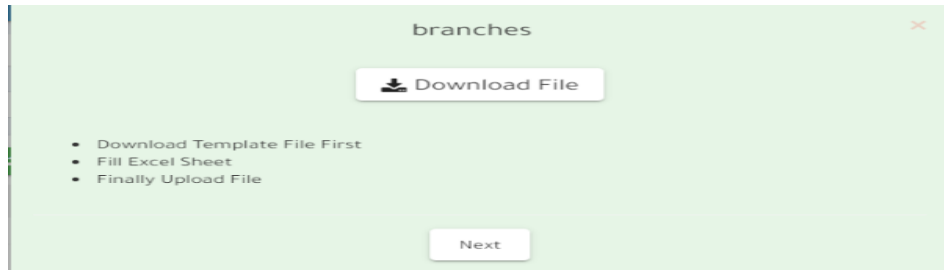 branches
Download File
Download Template File First
Fill Excel Sheet
Finally Upload File
Next